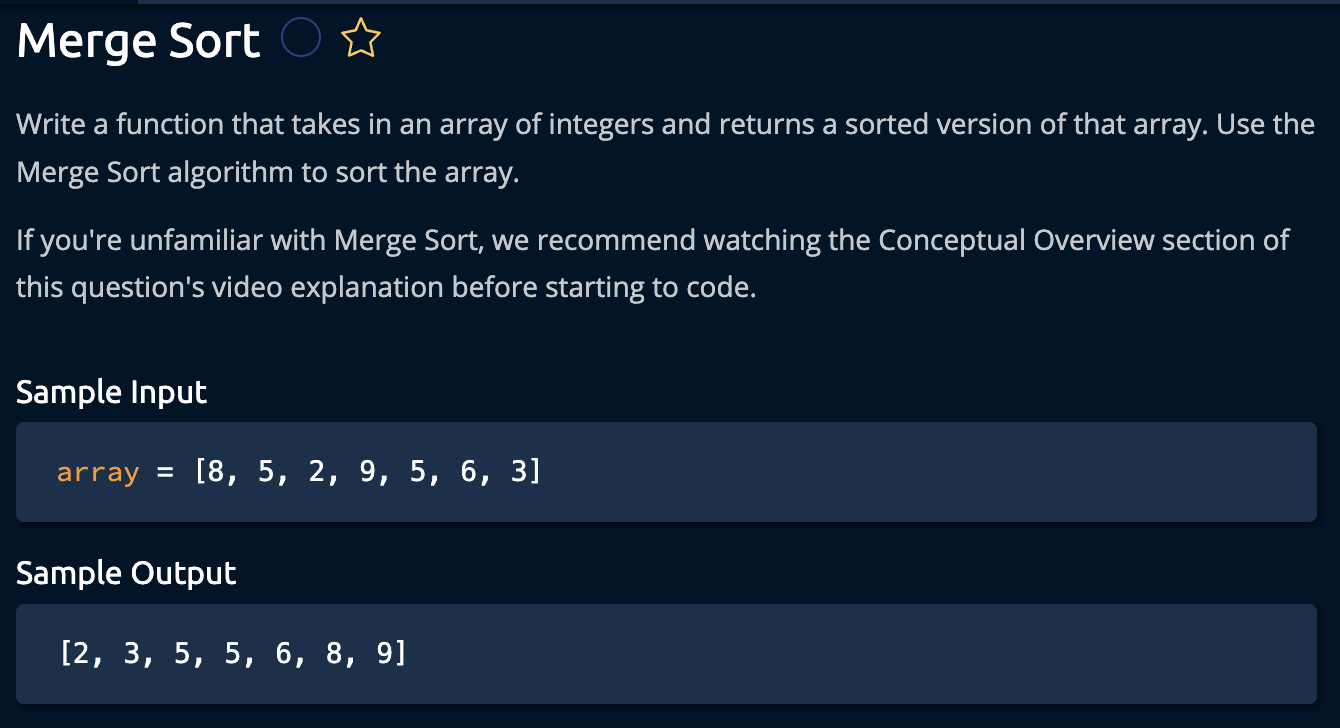 Merge Sort
Write a function that takes in an array of integers and returns a sorted version of that array. Use the
Merge Sort algorithm to sort the array.
If you're unfamiliar with Merge Sort, we recommend watching the Conceptual Overview section of
this question's video explanation before starting to code.
Sample Input
array = [8, 5, 2, 9, 5, 6, 3]
Sample Output
[2, 3, 5, 5, 6, 8, 9]